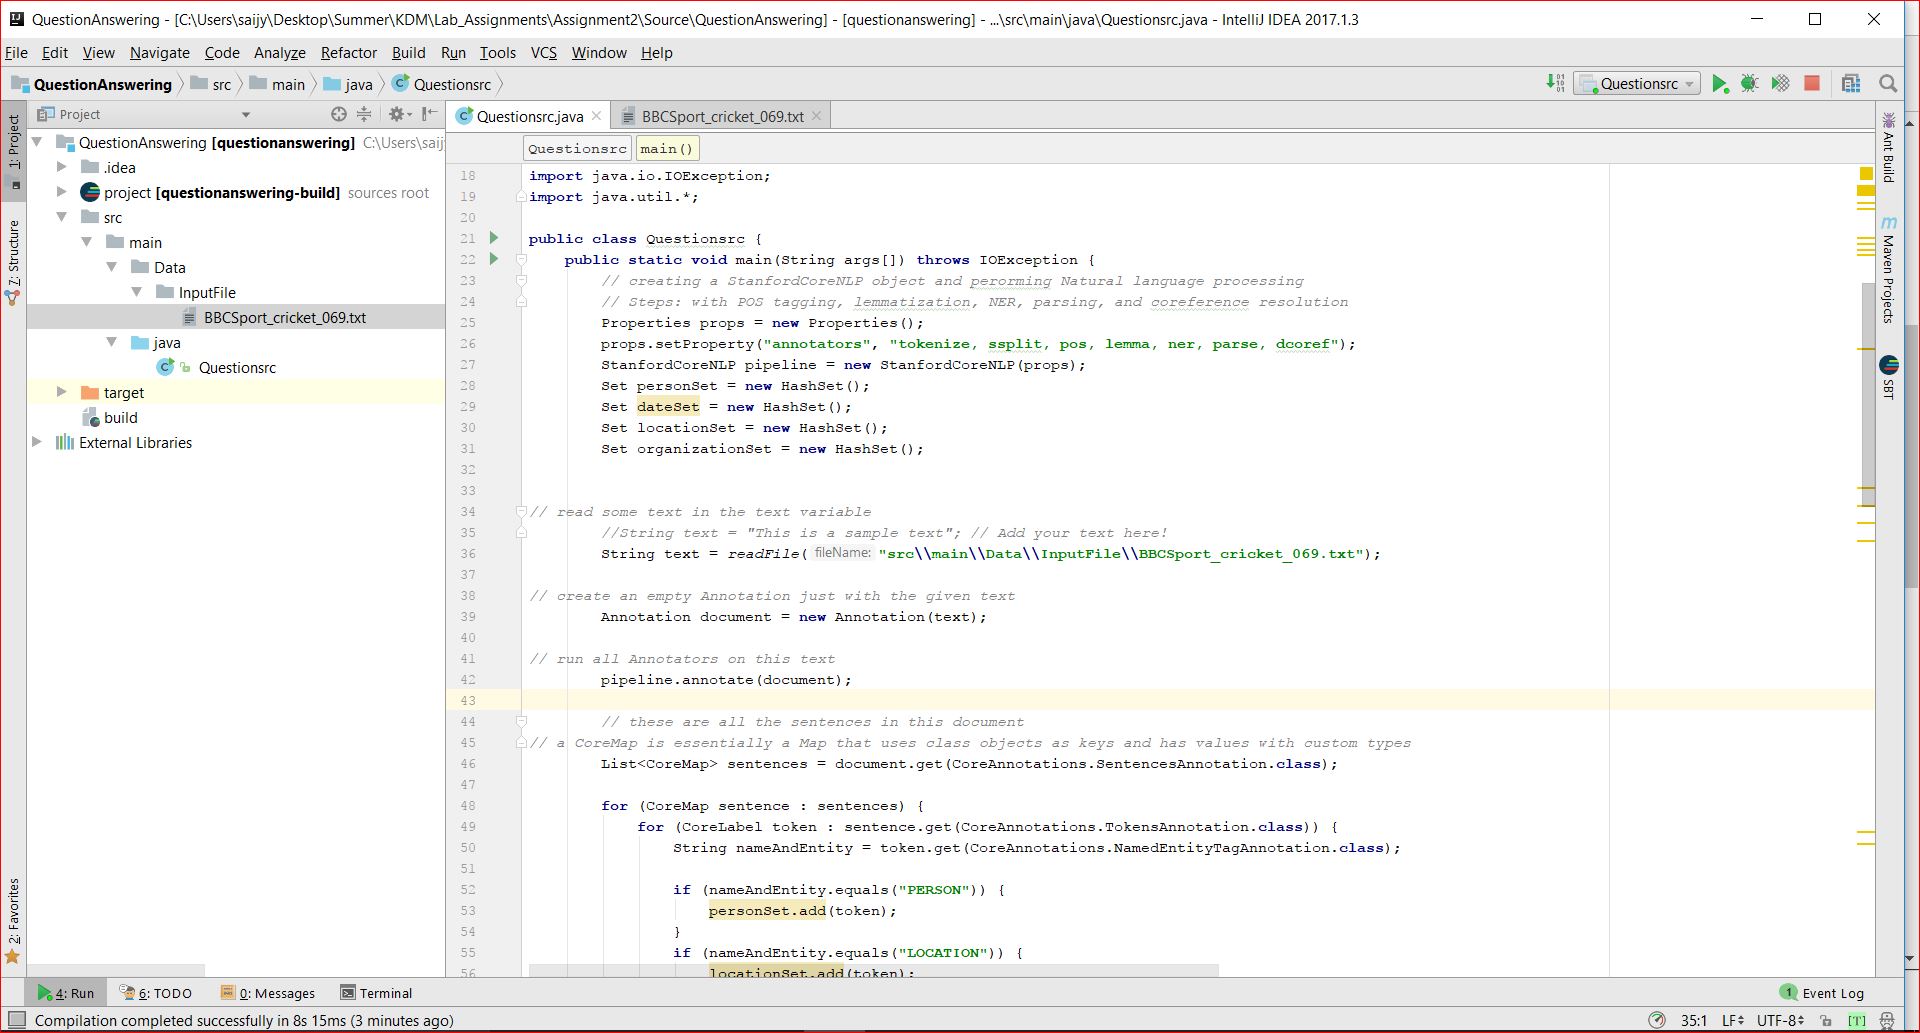 QuestionAnswering - [C:\Users\saijy\Desktop\Summer\KDM\Lab_Assignments\Assignment2\Source\QuestionAnswering] - [questionanswering] - ...\src\main\java\Questionsrc.java - IntelliJ IDEA 2017.1.3
File Edit View Navigate Code Analyze Refactor Build Run Tools VCS Window Help
QuestionAnswering src main java Questionsrc
Questionsrc
Project
Questionsrc.java BBCSport_cricket_069.txt
Questionsrc main()
1: Project
7: Structure
2: Favorites
QuestionAnswering [questionanswering] C:\Users\saij
.idea
project [questionanswering-build] sources root
src
main
Data
InputFile
BBCSport_cricket_069.txt
java
Questionsrc
target
build
External Libraries
18 import java.io.IOException;
19 import java.util.*;
20
21 public class Questionsrc {
22 public static void main(String args[]) throws IOException {
23 // creating a StanfordCoreNLP object and perorming Natural language processing
24 // Steps: with POS tagging, lemmatization, NER, parsing, and coreference resolution
25 Properties props = new Properties();
26 props.setProperty("annotators", "tokenize, ssplit, pos, lemma, ner, parse, dcoref");
27 StanfordCoreNLP pipeline = new StanfordCoreNLP(props);
28 Set personSet = new HashSet();
29 Set dateSet = new HashSet();
30 Set locationSet = new HashSet();
31 Set organizationSet = new HashSet();
32
33
34 // read some text in the text variable
35 //String text = "This is a sample text"; // Add your text here!
36 String text = readFile( fileName: "src\\main\\Data\\InputFile\\BBCSport_cricket_069.txt");
37
38 // create an empty Annotation just with the given text
39 Annotation document = new Annotation(text);
40
41 // run all Annotators on this text
42 pipeline.annotate(document);
43
44 // these are all the sentences in this document
45 // a CoreMap is essentially a Map that uses class objects as keys and has values with custom types
46 List<CoreMap> sentences = document.get(CoreAnnotations.SentencesAnnotation.class);
47
48 for (CoreMap sentence : sentences) {
49 for (CoreLabel token : sentence.get(CoreAnnotations.TokensAnnotation.class)) {
50 String nameAndEntity = token.get(CoreAnnotations.NamedEntityTagAnnotation.class);
51
52 if (nameAndEntity.equals("PERSON")) {
53 personSet.add(token);
54 }
55 if (nameAndEntity.equals("LOCATION")) {
56 locationSet.add(token);
Ant Build
m Maven Projects
SBT
4: Run 6: TODO 0: Messages Terminal 1 Event Log
Compilation completed successfully in 8s 15ms (3 minutes ago) 35:1 LF UTF-8 [T]